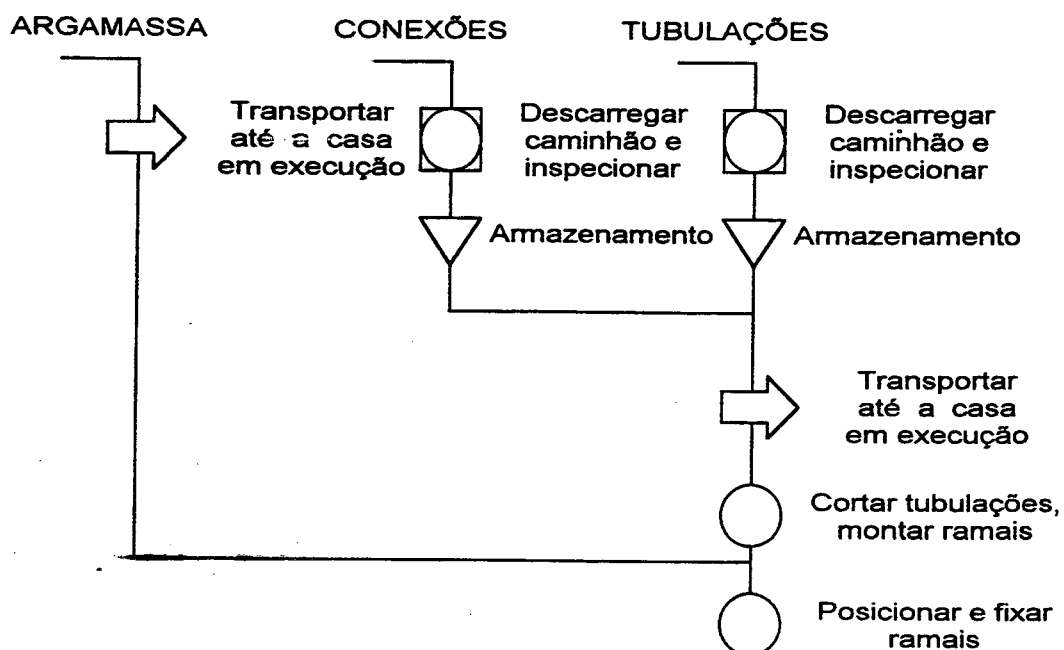 ARGAMASSA
CONEXÕES
TUBULAÇÕES
Transportar
até a casa
em execução
Descarregar
caminhão e
inspecionar
Descarregar
caminhão e
inspecionar
Armazenamento
Armazenamento
Transportar
até a casa
em execução
Cortar tubulações,
montar ramais
Posicionar e fixar
ramais